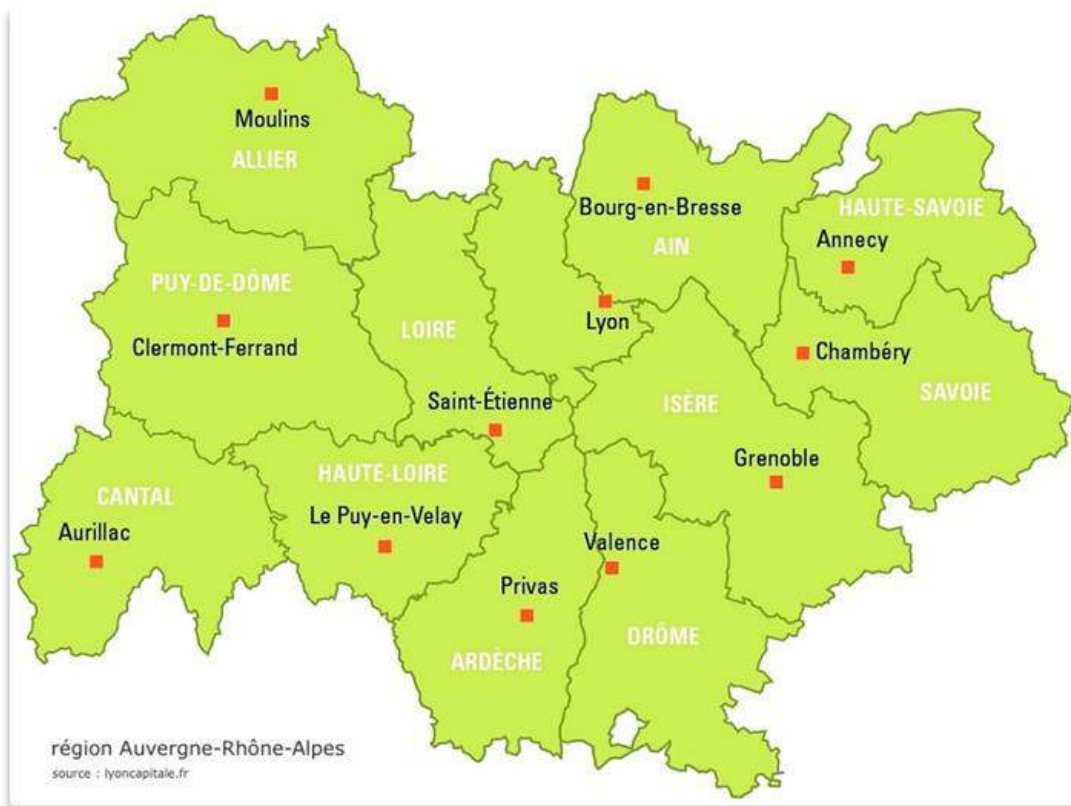 Moulins
ALLIER
Bourg-en-Bresse
AIN
HAUTE-SAVOIE
Annecy
PUY-DE-DÔME
Clermont-Ferrand
LOIRE
Lyon
Chambéry
SAVOIE
Saint-Étienne
ISÈRE
Grenoble
HAUTE-LOIRE
Le Puy-en-Velay
CANTAL
Aurillac
Valence
Privas
ARDÈCHE
DRÔME
région Auvergne-Rhône-Alpes
source : lyoncapitale.fr